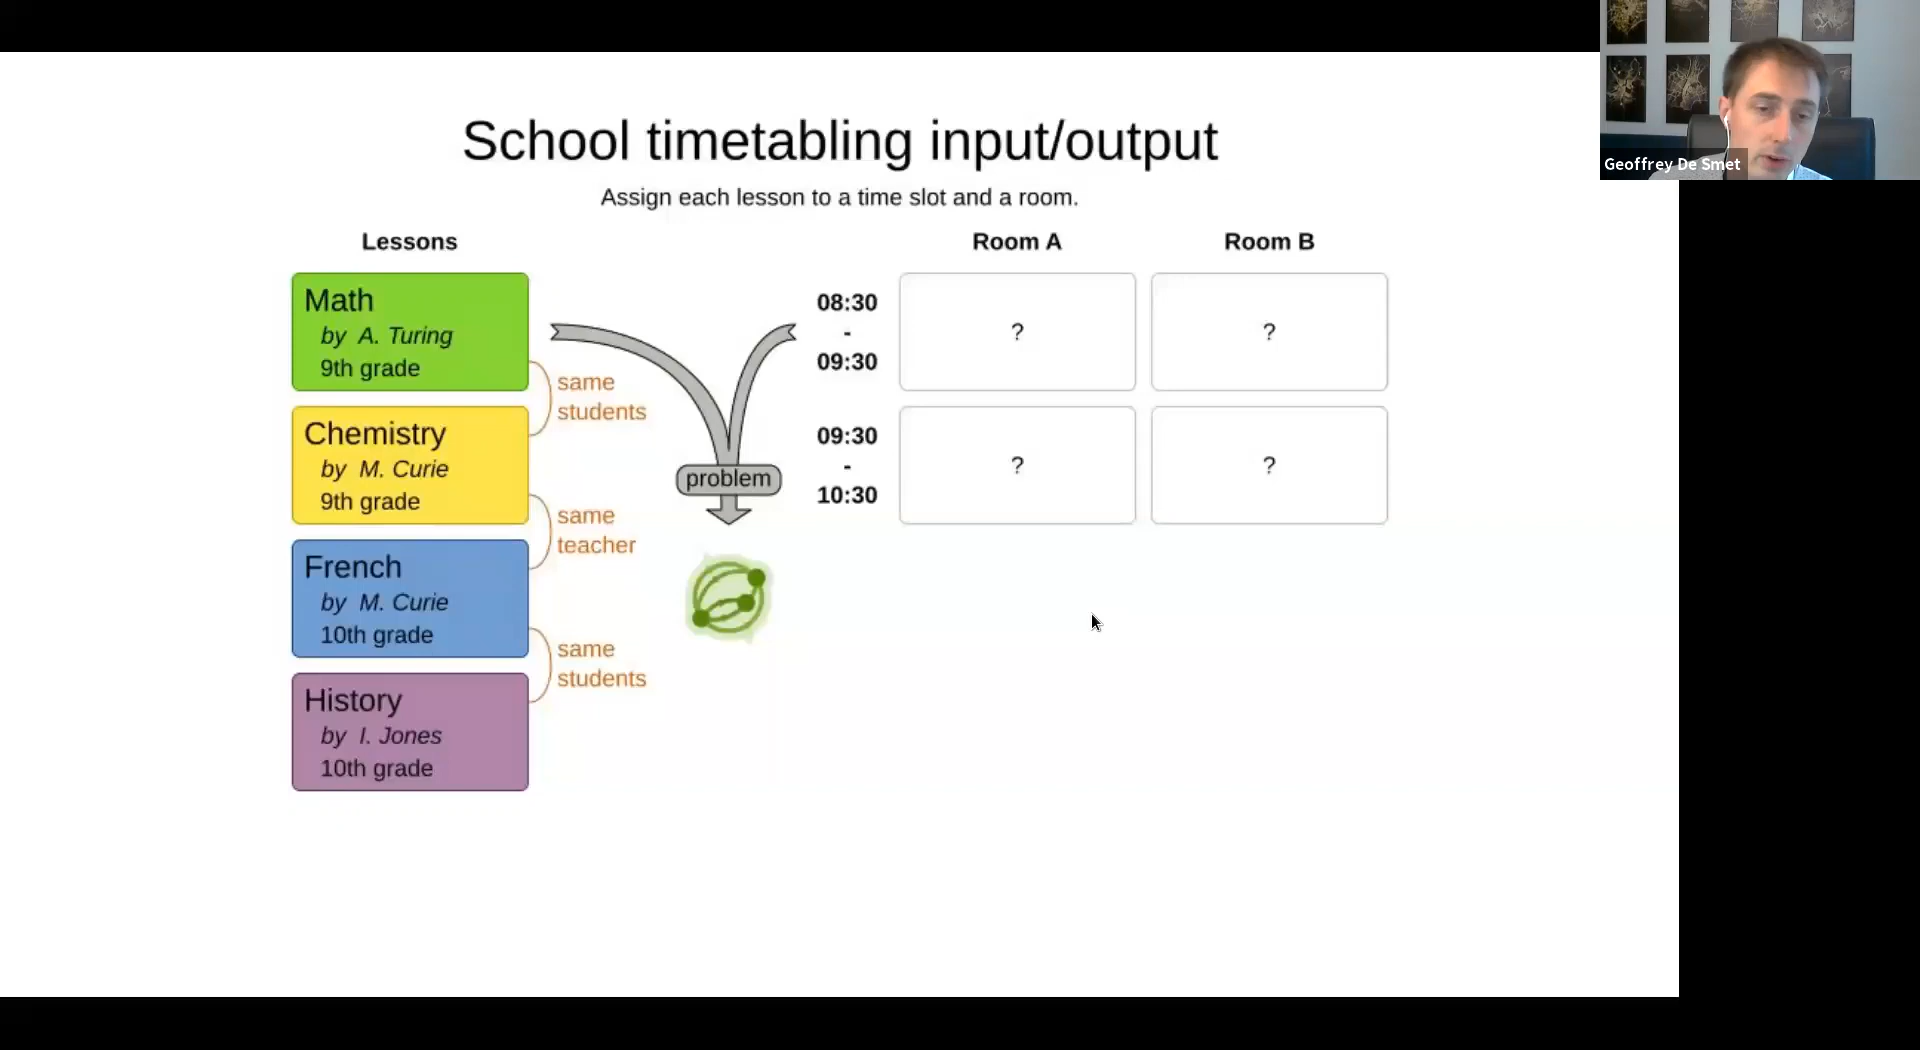 School timetabling input/output
Assign each lesson to a time slot and a room.
Lessons
Math
by A. Turing
9th grade
same
students
Chemistry
by M. Curie
9th grade
same
teacher
French
by M. Curie
10th grade
same
students
History
by I. Jones
10th grade
problem
Room A
Room B
08:30
-
09:30
?
?
09:30
-
10:30
?
?
Geoffrey De Smet